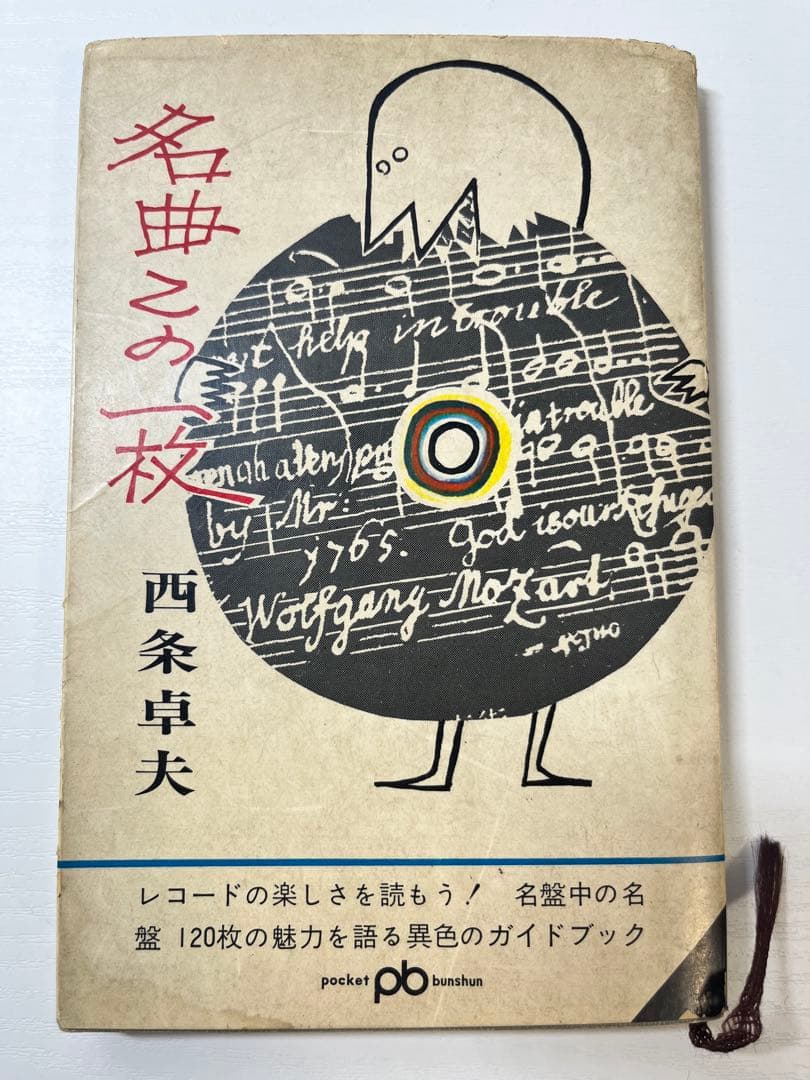 名曲この一枚
西条卓夫
help in trouble
in trouble
by Mr:
1765. God is our Refuge
Wolfgang Mozart
レコードの楽しさを読もう! 名盤中の名
盤 120枚の魅力を語る異色のガイドブック
pocket pb bunshun